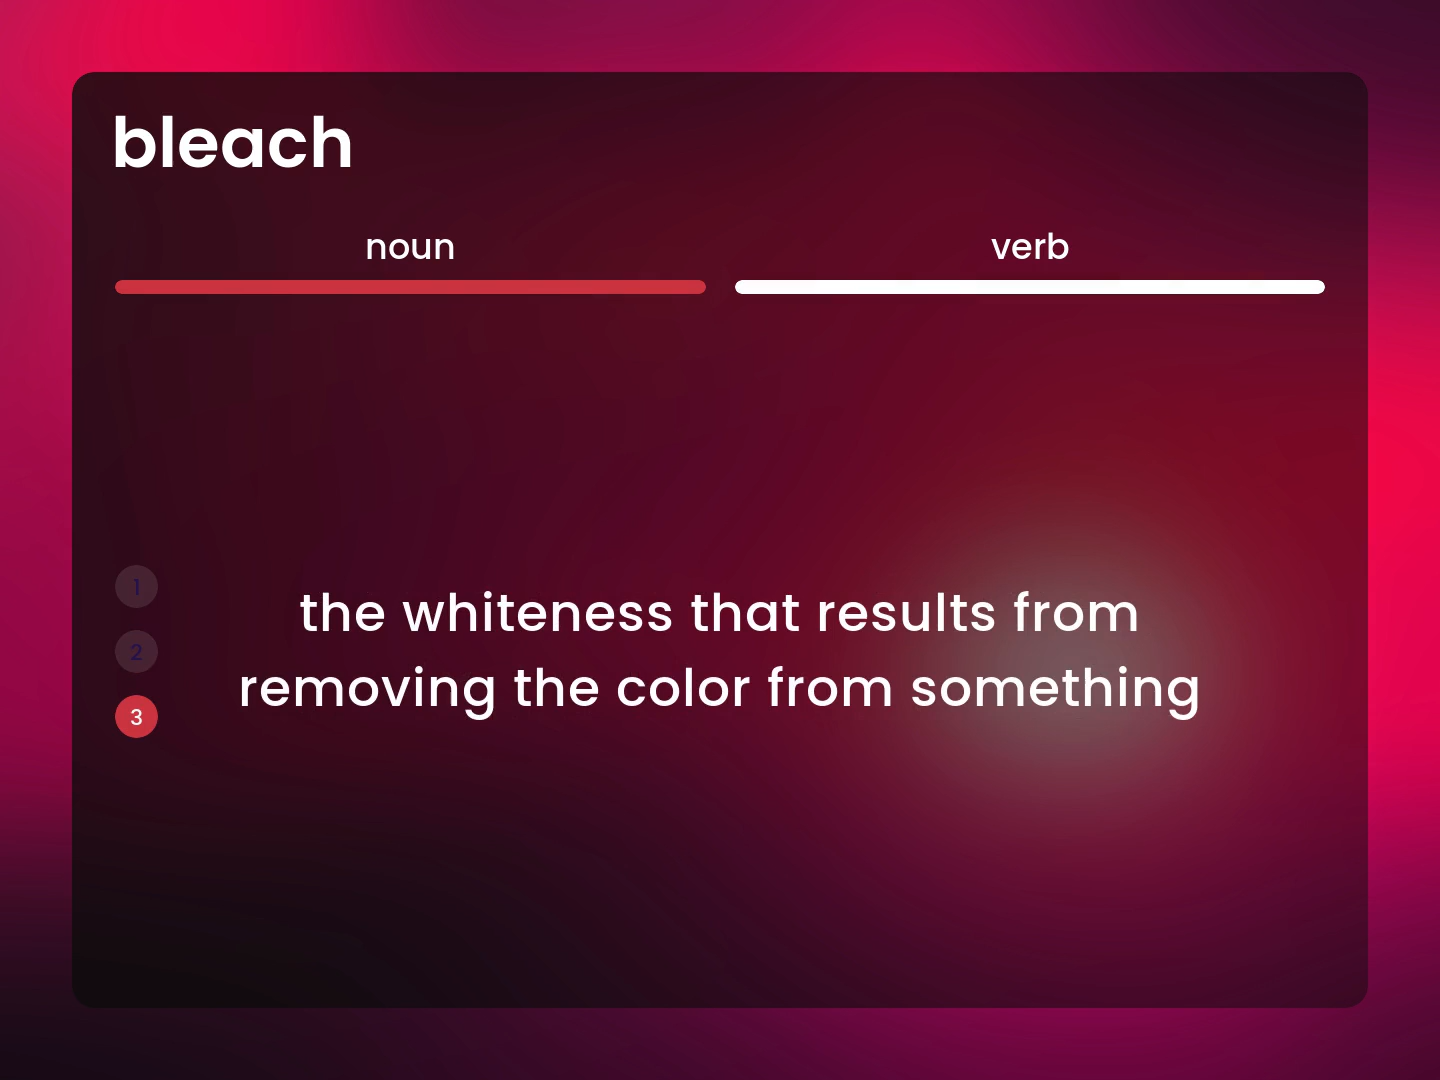 bleach
noun
verb
1
2
3
the whiteness that results from
removing the color from something